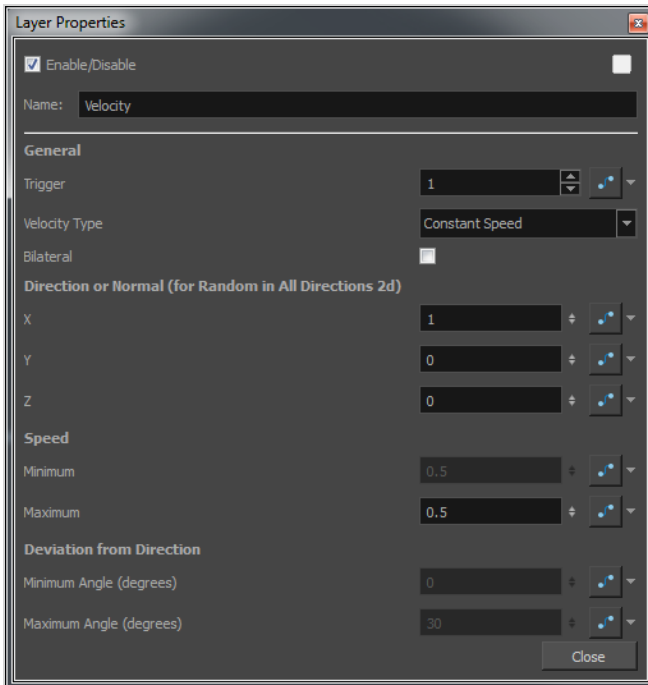 Layer Properties
Enable/Disable
Name: Velocity
General
Trigger 1
Velocity Type Constant Speed
Bilateral
Direction or Normal (for Random in All Directions 2d)
X 1
Y 0
Z 0
Speed
Minimum 0.5
Maximum 0.5
Deviation from Direction
Minimum Angle (degrees) 0
Maximum Angle (degrees) 30
Close